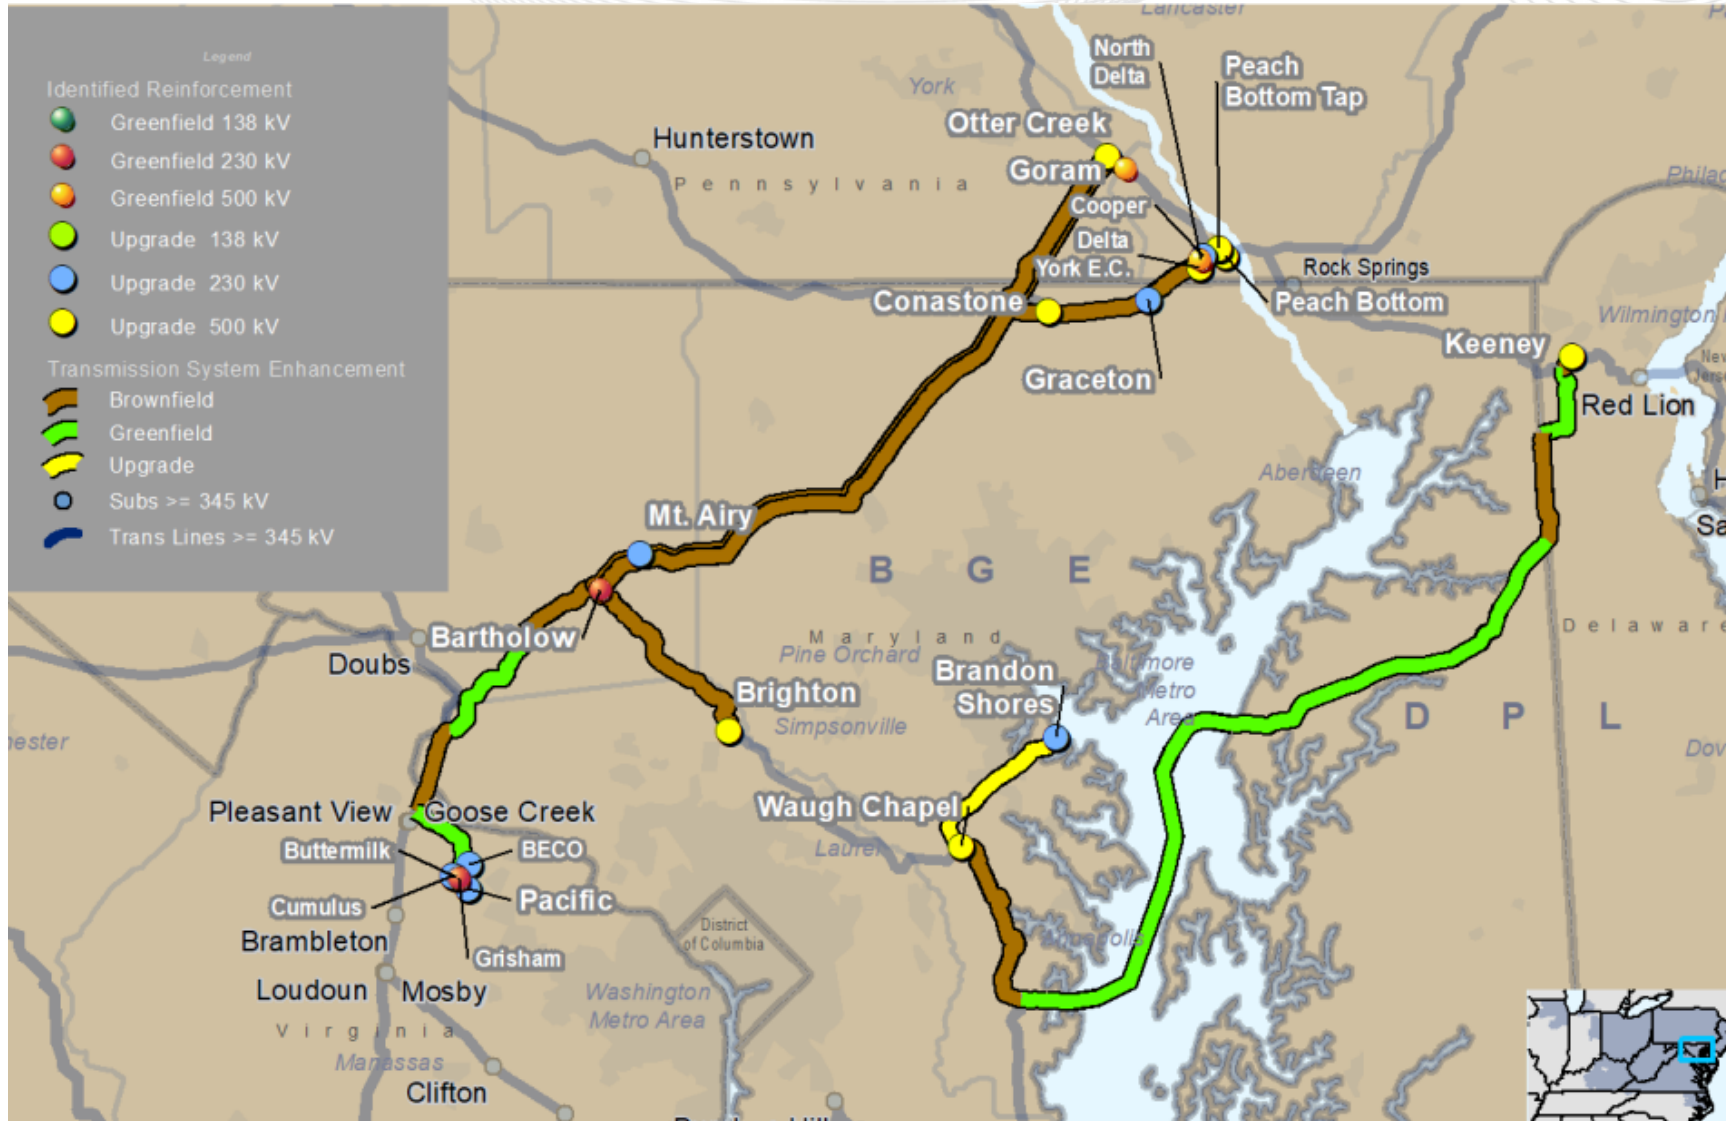 Legend
Identified Reinforcement
Greenfield 138 kV
Greenfield 230 kV
Greenfield 500 kV
Upgrade 138 kV
Upgrade 230 kV
Upgrade 500 kV
Transmission System Enhancement
Brownfield
Greenfield
Upgrade
Subs >= 345 kV
Trans Lines >= 345 kV
Lancaster
North
Delta
Peach
Bottom Tap
York
Otter Creek
Hunterstown
Goram
Pennsylvania
Cooper
Delta
York E.C.
Rock Springs
Conastone
Peach Bottom
Wilmington
Keeney
Graceton
Red Lion
Aberdeen
Mt. Airy
B G E
Maryland
Delaware
Bartholow
Pine Orchard
Doubs
Brandon
Shores
Baltimore
Metro
Area
Brighton
Simpsonville
D P L
Waugh Chapel
Pleasant View
Goose Creek
Buttermilk
BECO
Laurel
Pacific
Cumulus
District
of Columbia
Brambleton
Annapolis
Grisham
Loudoun
Mosby
Washington
Metro Area
Virginia
Manassas
Clifton